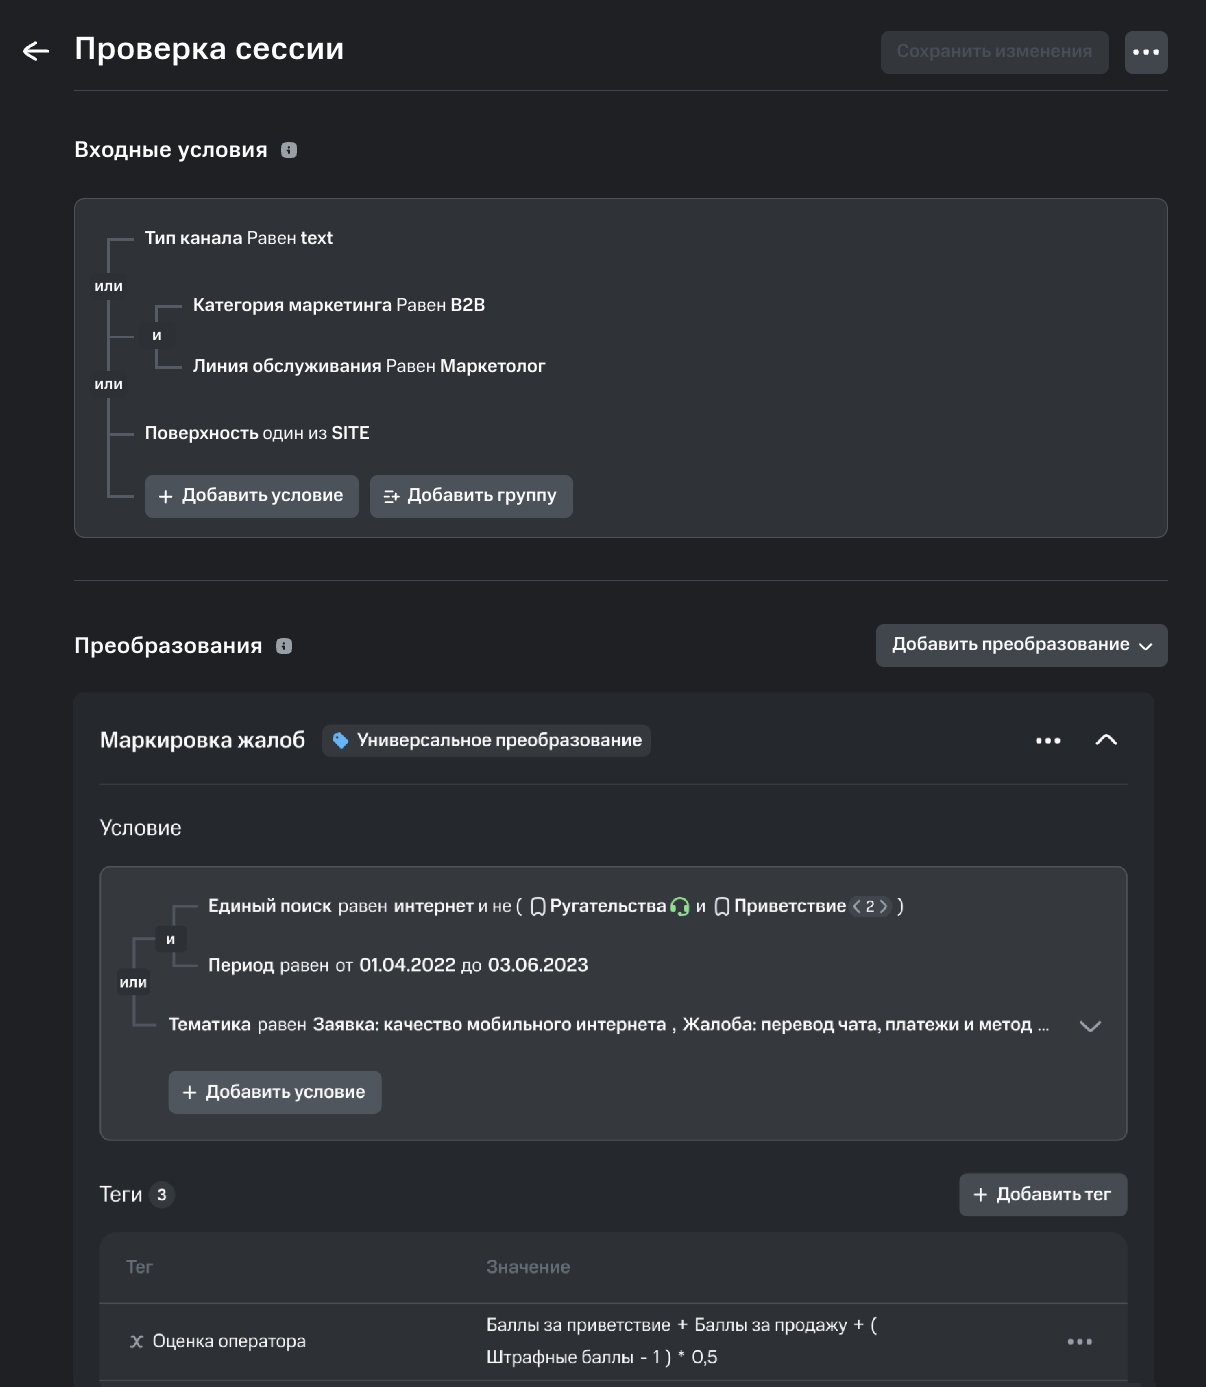 Проверка сессии
Сохранить изменения
Входные условия
Тип канала Равен text
или
Категория маркетинга Равен B2B
и
Линия обслуживания Равен Маркетолог
или
Поверхность один из SITE
+ Добавить условие
Добавить группу
Преобразования
Добавить преобразование
Маркировка жалоб
Универсальное преобразование
Условие
Единый поиск равен интернет и не ( Ругательства и Приветствие < 2 > )
и
Период равен от 01.04.2022 до 03.06.2023
или
Тематика равен Заявка: качество мобильного интернета , Жалоба: перевод чата, платежи и метод ...
+ Добавить условие
Теги 3
+ Добавить тег
Тег Значение
Оценка оператора
Баллы за приветствие + Баллы за продажу + (
Штрафные баллы - 1 ) * 0,5